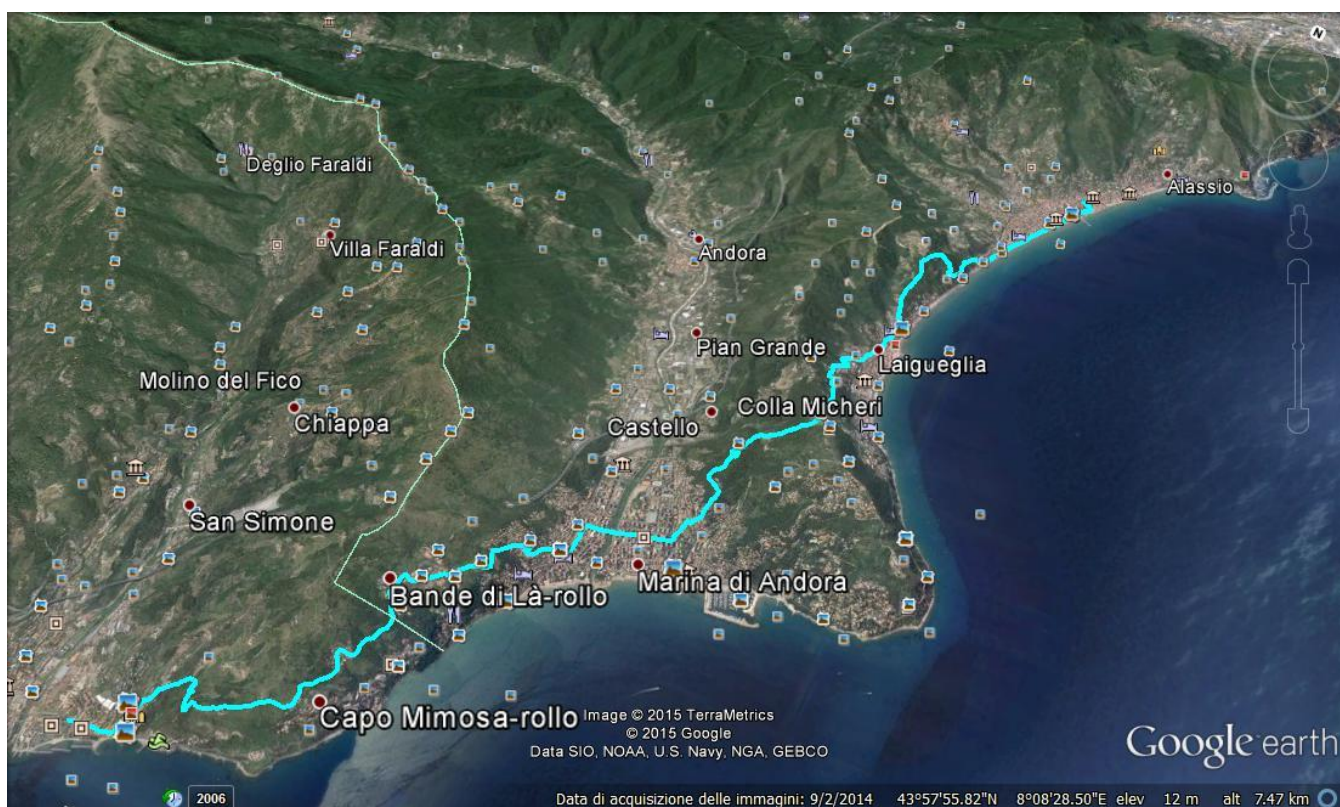 N
Deglio Faraldi
Alassio
Villa Faraldi
Andora
Pian Grande
Laigueglia
Molino del Fico
Colla Micheri
Chiappa
Castello
San Simone
Marina di Andora
Bande di Là-rollo
Capo Mimosa-rollo
Image © 2015 TerraMetrics
© 2015 Google
Data SIO, NOAA, U.S. Navy, NGA, GEBCO
Google earth
2006
Data di acquisizione delle immagini: 9/2/2014 43°57'55.82"N 8°08'28.50"E elev 12 m alt 7.47 km